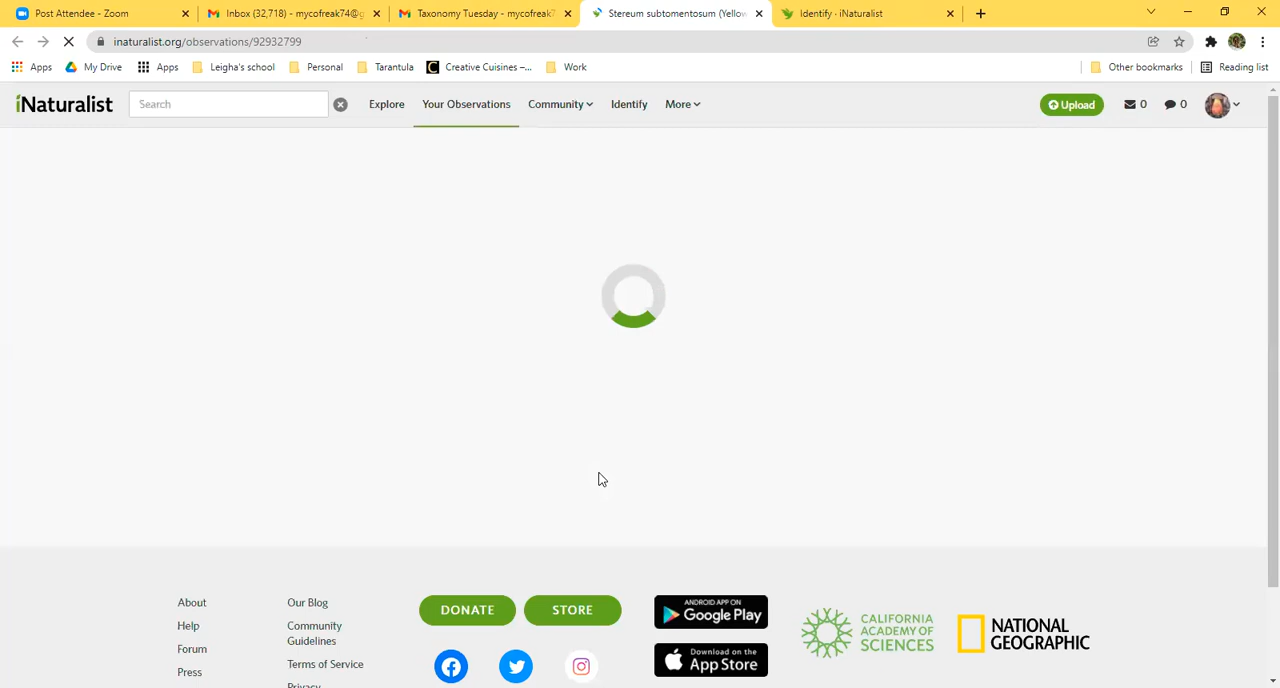 Post Attendee - Zoom
Inbox (32,718) - mycofreak74@g
Taxonomy Tuesday - mycofreak7
Stereum subtomentosum (Yellow
Identify · iNaturalist
inaturalist.org/observations/92932799
Apps
My Drive
Apps
Leigha's school
Personal
Tarantula
C
Creative Cuisines –...
Work
Other bookmarks
Reading list
iNaturalist
Search
Explore
Your Observations
Community
Identify
More
Upload
0
0
About
Help
Forum
Press
Our Blog
Community
Guidelines
Terms of Service
Privacy
DONATE
STORE
ANDROID APP ON
Google Play
Download on the
App Store
CALIFORNIA
ACADEMY OF
SCIENCES
NATIONAL
GEOGRAPHIC